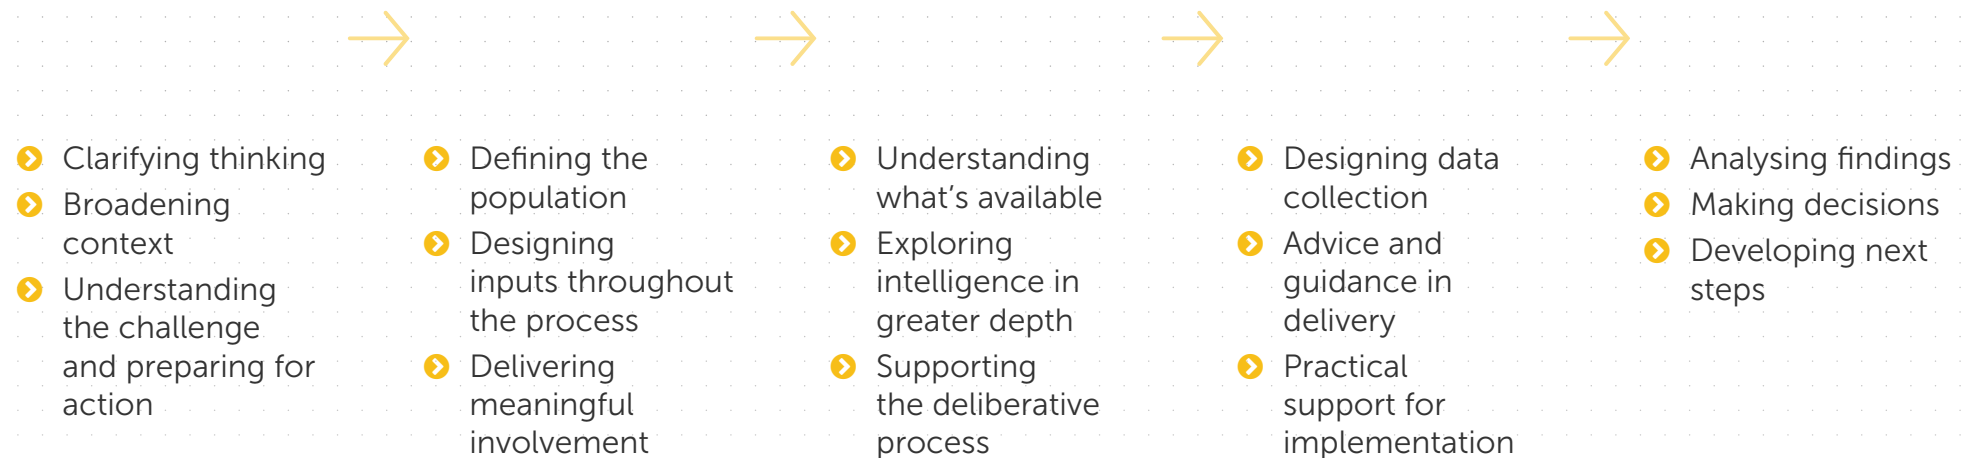 Clarifying thinking
Broadening
context
Understanding
the challenge
and preparing for
action
Defining the
population
Designing
inputs throughout
the process
Delivering
meaningful
involvement
Understanding
what's available
Exploring
intelligence in
greater depth
Supporting
the deliberative
process
Designing data
collection
Advice and
guidance in
delivery
Practical
support for
implementation
Analysing findings
Making decisions
Developing next
steps